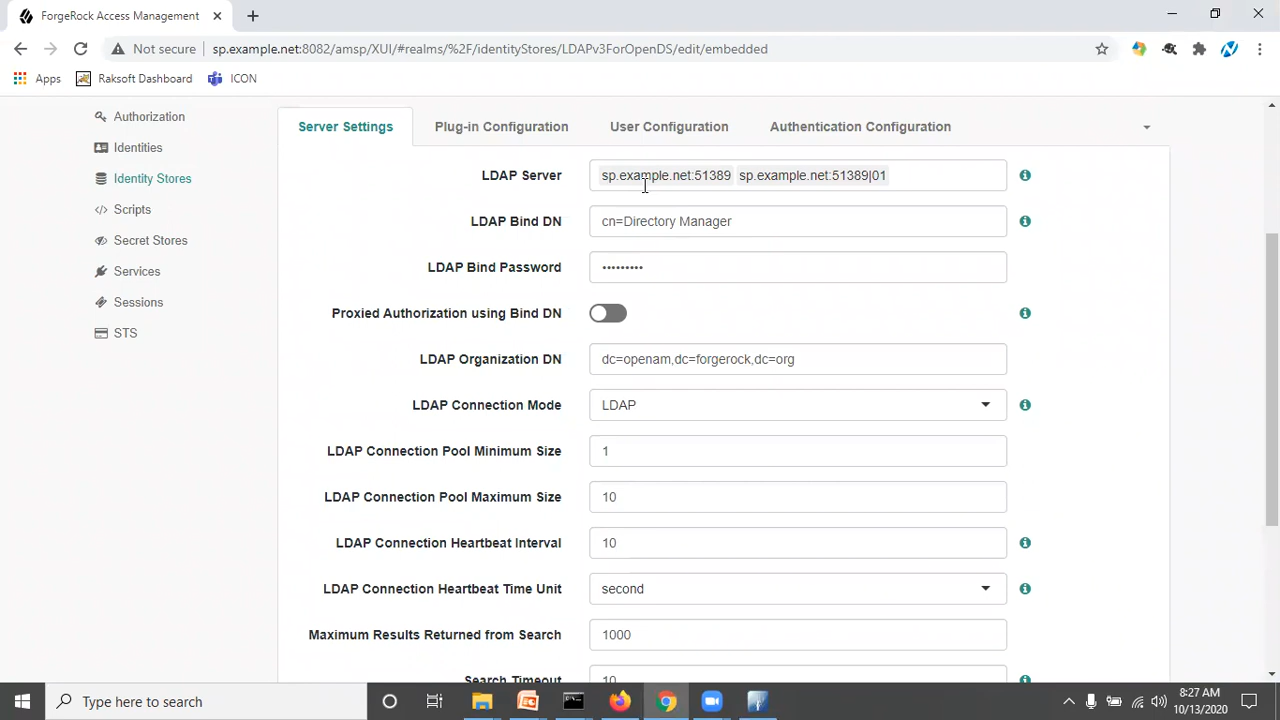 ForgeRock Access Management
Not secure
sp.example.net:8082/amsp/XUI/#realms/%2F/identityStores/LDAPv3ForOpenDS/edit/embedded
Apps
Raksoft Dashboard
ICON
Authorization
Identities
Identity Stores
Scripts
Secret Stores
Services
Sessions
STS
Server Settings
Plug-in Configuration
User Configuration
Authentication Configuration
LDAP Server
sp.example.net:51389 sp.example.net:51389|01
LDAP Bind DN
cn=Directory Manager
LDAP Bind Password
•••••••••
Proxied Authorization using Bind DN
LDAP Organization DN
dc=openam,dc=forgerock,dc=org
LDAP Connection Mode
LDAP
LDAP Connection Pool Minimum Size
1
LDAP Connection Pool Maximum Size
10
LDAP Connection Heartbeat Interval
10
LDAP Connection Heartbeat Time Unit
second
Maximum Results Returned from Search
1000
Search Timeout
10
Type here to search
8:27 AM
10/13/2020